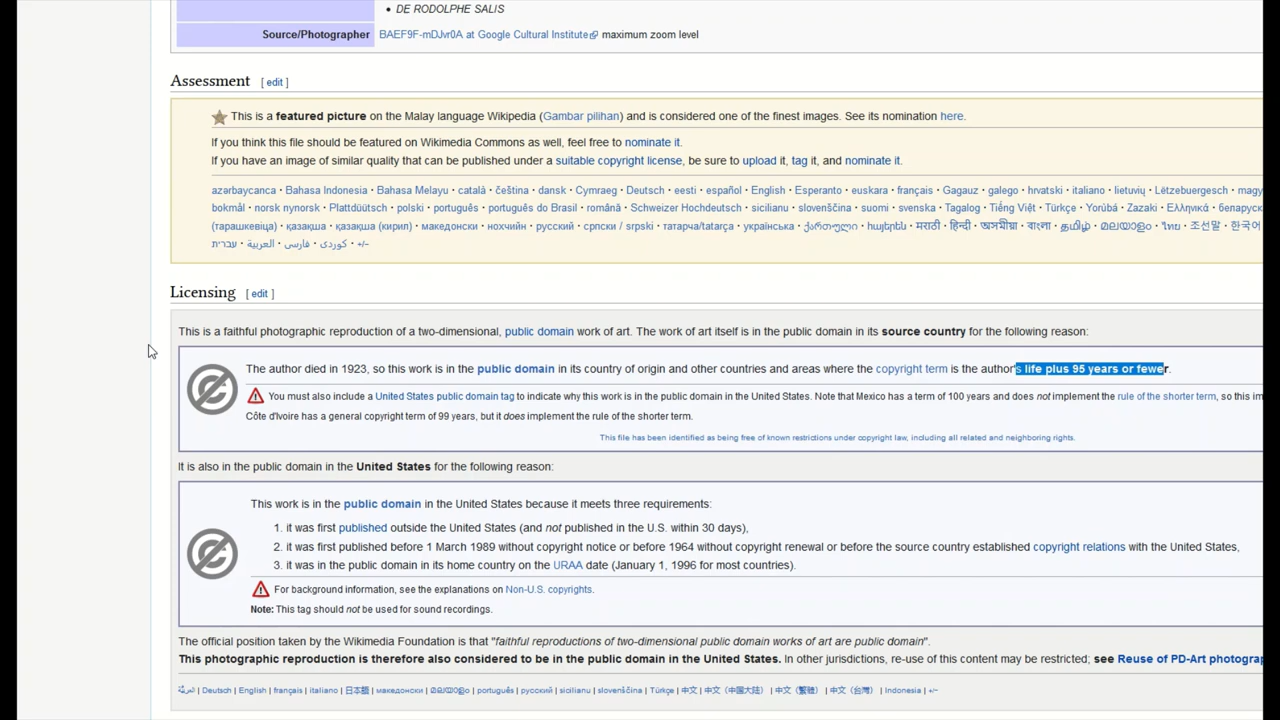 • DE RODOLPHE SALIS
Source/Photographer BAEF9F-mDJvr0A at Google Cultural Institute maximum zoom level
Assessment [ edit ]
This is a featured picture on the Malay language Wikipedia (Gambar pilihan) and is considered one of the finest images. See its nomination here.
If you think this file should be featured on Wikimedia Commons as well, feel free to nominate it.
If you have an image of similar quality that can be published under a suitable copyright license, be sure to upload it, tag it, and nominate it.
azərbaycanca · Bahasa Indonesia · Bahasa Melayu · català · čeština · dansk · Cymraeg · Deutsch · eesti · español · English · Esperanto · euskara · français · Gagauz · galego · hrvatski · italiano · lietuvių · Lëtzebuergesch · magy
bokmål · norsk nynorsk · Plattdüütsch · polski · português · português do Brasil · română · Schweizer Hochdeutsch · sicilianu · slovenščina · suomi · svenska · Tagalog · Tiếng Việt · Türkçe · Yorùbá · Zazaki · Ελληνικά · беларуск
(тарашкевіца) · қазақша · қазақша (кирил) · македонски · нохчийн · русский · српски / srpski · татарча/tatarça · українська · ქართული · հայերեն · मराठी · हिन्दी · অসমীয়া · বাংলা · தமிழ் · മലയാളം · ไทย · 조선말 · 한국어
עברית · العربية · فارسی · کوردی · +/−
Licensing [ edit ]
This is a faithful photographic reproduction of a two-dimensional, public domain work of art. The work of art itself is in the public domain in its source country for the following reason:
The author died in 1923, so this work is in the public domain in its country of origin and other countries and areas where the copyright term is the author's life plus 95 years or fewer.
You must also include a United States public domain tag to indicate why this work is in the public domain in the United States. Note that Mexico has a term of 100 years and does not implement the rule of the shorter term, so this im
Côte d'Ivoire has a general copyright term of 99 years, but it does implement the rule of the shorter term.
This file has been identified as being free of known restrictions under copyright law, including all related and neighboring rights.
It is also in the public domain in the United States for the following reason:
This work is in the public domain in the United States because it meets three requirements:
1. it was first published outside the United States (and not published in the U.S. within 30 days),
2. it was first published before 1 March 1989 without copyright notice or before 1964 without copyright renewal or before the source country established copyright relations with the United States,
3. it was in the public domain in its home country on the URAA date (January 1, 1996 for most countries).
For background information, see the explanations on Non-U.S. copyrights.
Note: This tag should not be used for sound recordings.
The official position taken by the Wikimedia Foundation is that "faithful reproductions of two-dimensional public domain works of art are public domain".
This photographic reproduction is therefore also considered to be in the public domain in the United States. In other jurisdictions, re-use of this content may be restricted; see Reuse of PD-Art photograp
العربيّة | Deutsch | English | français | italiano | 日本語 | македонски | മലയാളം | português | русский | sicilianu | slovenščina | Türkçe | 中文 | 中文（中国大陆） | 中文（繁體） | 中文（台灣） | Indonesia | +/−